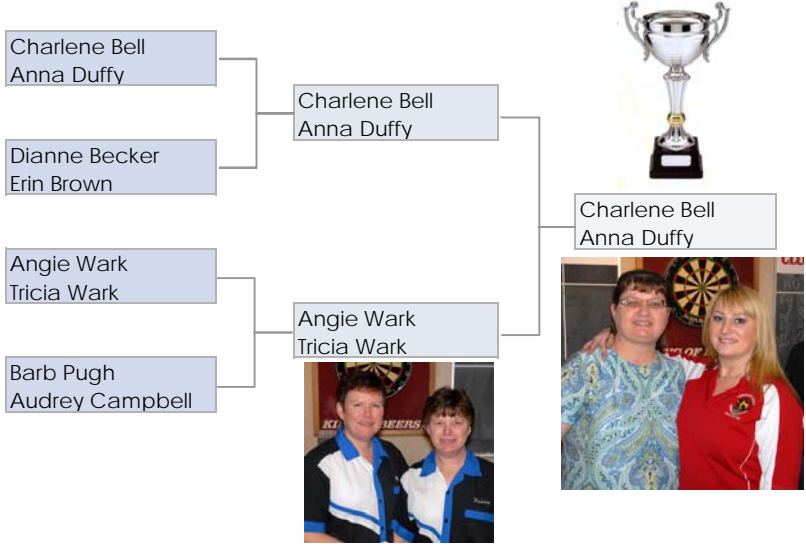 Charlene Bell
Anna Duffy
Dianne Becker
Erin Brown
Angie Wark
Tricia Wark
Barb Pugh
Audrey Campbell
Charlene Bell
Anna Duffy
Angie Wark
Tricia Wark
Charlene Bell
Anna Duffy
BEERS